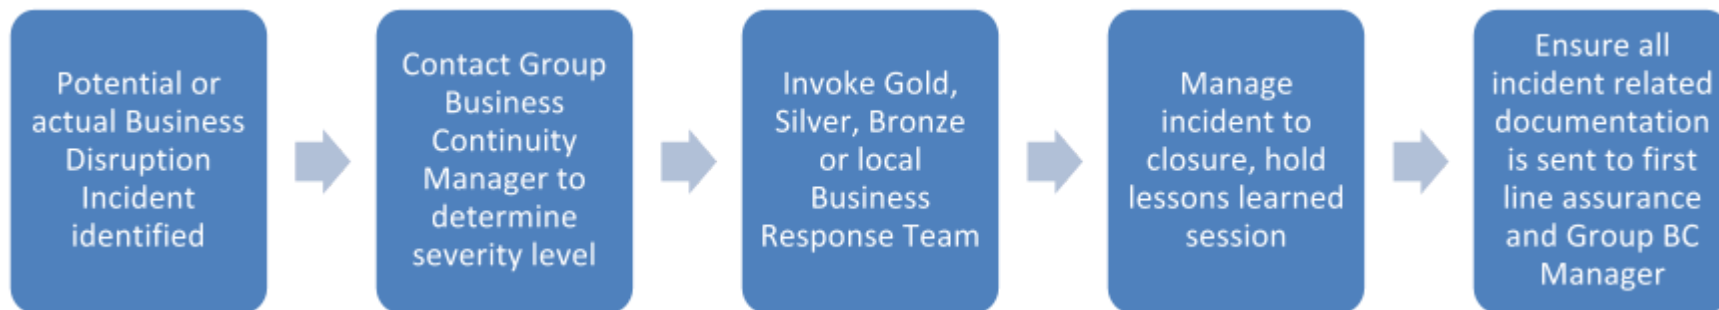 Potential or
actual Business
Disruption
Incident
identified
Contact Group
Business
Continuity
Manager to
determine
severity level
Invoke Gold,
Silver, Bronze
or local
Business
Response Team
Manage
incident to
closure, hold
lessons learned
session
Ensure all
incident related
documentation
is sent to first
line assurance
and Group BC
Manager